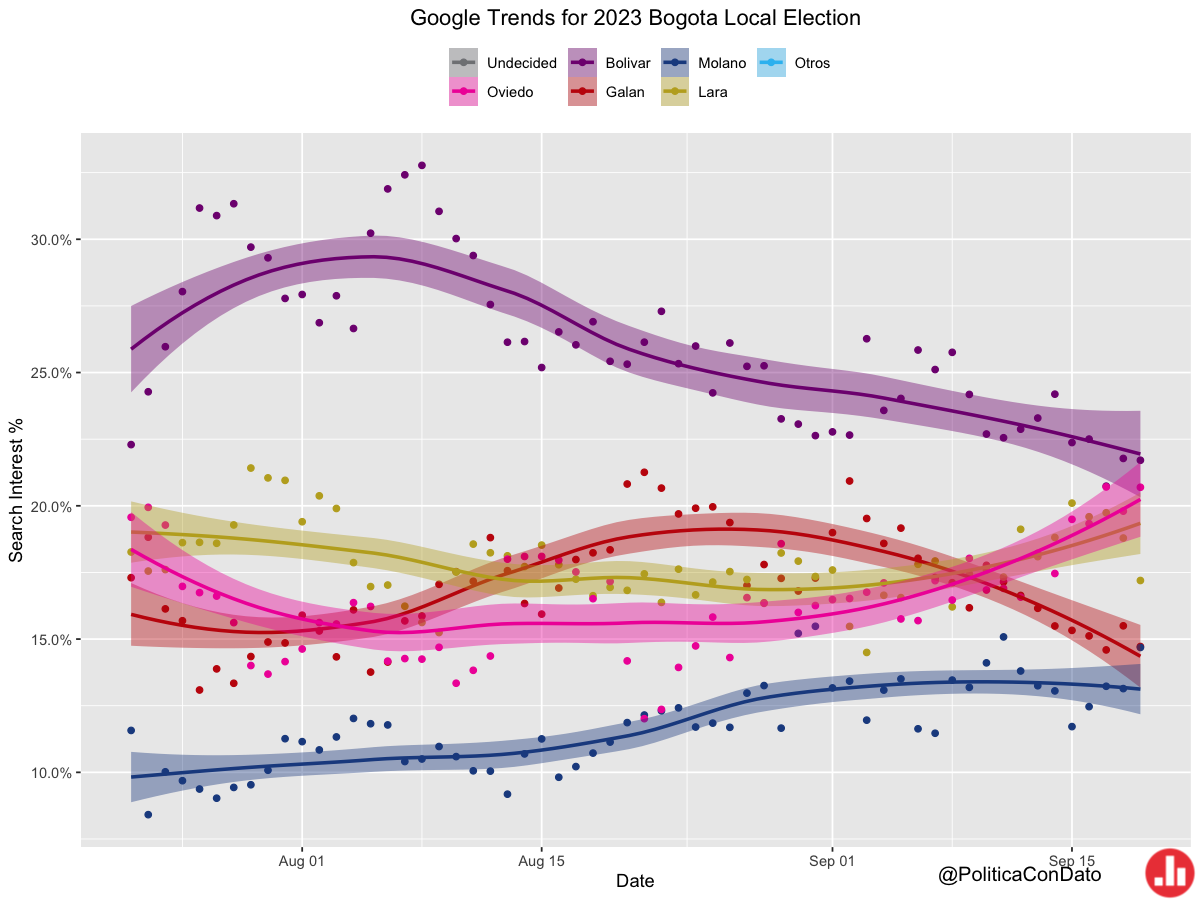 Google Trends for 2023 Bogota Local Election
Undecided Bolivar Molano Otros
Oviedo Galan Lara
30.0%
25.0%
20.0%
15.0%
10.0%
Search Interest %
Aug 01 Aug 15 Sep 01 Sep 15
Date
@PoliticaConDato